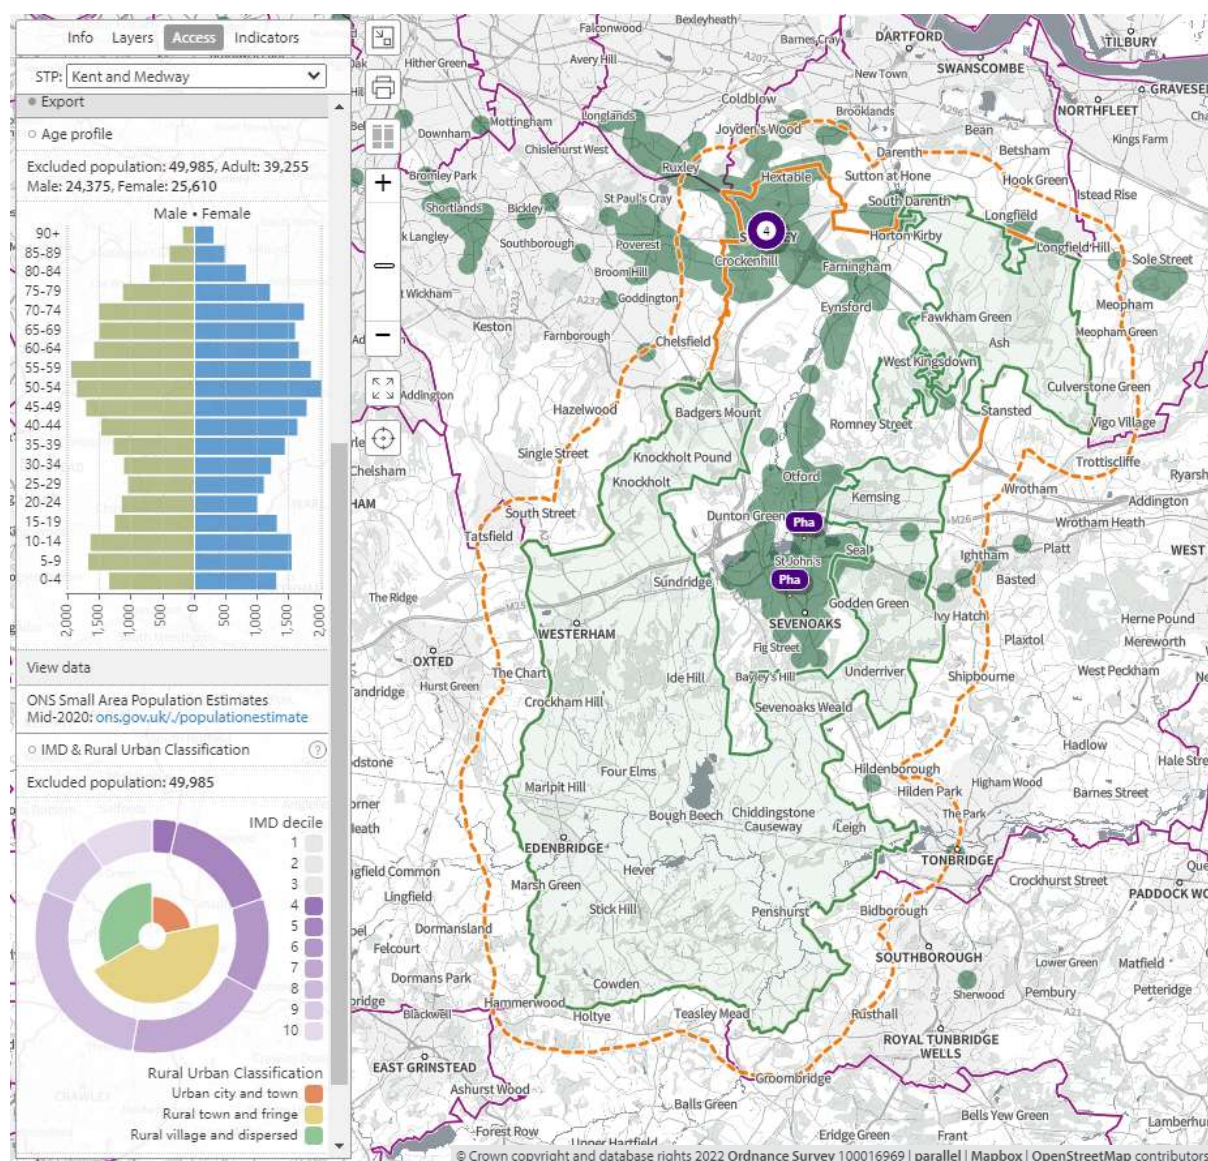 Info Layers Access Indicators
STP: Kent and Medway
Export
Age profile
Excluded population: 49,985, Adult: 39,255
Male: 24,375, Female: 25,610
Male • Female
90+
85-89
80-84
75-79
70-74
65-69
60-64
55-59
50-54
45-49
40-44
35-39
30-34
25-29
20-24
15-19
10-14
5-9
0-4
2,000 1,500 1,000 500 0 500 1,000 1,500 2,000
View data
ONS Small Area Population Estimates
Mid-2020: ons.gov.uk/./populationestimate
IMD & Rural Urban Classification ?
Excluded population: 49,985
IMD decile
1
2
3
4
5
6
7
8
9
10
Rural Urban Classification
Urban city and town
Rural town and fringe
Rural village and dispersed
Bexleyheath
Falconwood
Barnes Cray
DARTFORD
TILBURY
Hither Green
Avery Hill
A2
A207
New Town
SWANSCOMBE
Coldblow
Brooklands
NORTHFLEET
Longlands
Mottingham
Downham
Joyden's Wood
Bean
A2
Kings Farm
Chislehurst West
Darenth
Betsham
Ruxley
Hextable
Sutton at Hone
Hook Green
Istead Rise
Bromley Park
St Paul's Cray
South Darenth
Shortlands
Bickley
Longfield
4
Horton Kirby
Longfield Hill
Southborough
Poverest
Crockenhill
Farningham
Sole Street
Broom Hill
Goddington
A232
A233
Eynsford
Meopham
Keston
Farnborough
Fawkham Green
Meopham Green
Chelsfield
Ash
West Kingsdown
Culverstone Green
Addington
Hazelwood
Badgers Mount
Romney Street
Stansted
Vigo Village
Single Street
Knockholt Pound
Trottiscliffe
Chelsham
Knockholt
Otford
Kemsing
Wrotham
Addington
South Street
Dunton Green
Pha
M26
Wrotham Heath
Tatsfield
Seal
Ightham
Platt
St John's
Sundridge
Pha
Basted
The Ridge
M25
Godden Green
Ivy Hatch
Herne Pound
WESTERHAM
SEVENOAKS
Plaxtol
Mereworth
OXTED
The Chart
Fig Street
Underriver
Shipbourne
West Peckham
Tandridge
Hurst Green
Ide Hill
Bayley's Hill
Crockham Hill
Sevenoaks Weald
Hadlow
Four Elms
Hildenborough
Marlpit Hill
Higham Wood
Hilden Park
Barnes Street
Bough Beech
Chiddingstone Causeway
The Park
Leigh
EDENBRIDGE
TONBRIDGE
Hever
Marsh Green
Crockhurst Street
Lingfield
Stick Hill
Penshurst
Bidborough
Dormansland
SOUTHBOROUGH
Felcourt
Lower Green
Matfield
Dormans Park
Cowden
Sherwood
Pembury
Petteridge
Hammerwood
Holtye
Teasley Mead
Rusthall
A26
A21
Blackwell
ROYAL TUNBRIDGE WELLS
EAST GRINSTEAD
Groombridge
Ashurst Wood
Balls Green
Bells Yew Green
Forest Row
Upper Hartfield
Eridge Green
Frant
© Crown copyright and database rights 2022 Ordnance Survey 100016969 | parallel | Mapbox | OpenStreetMap contributors